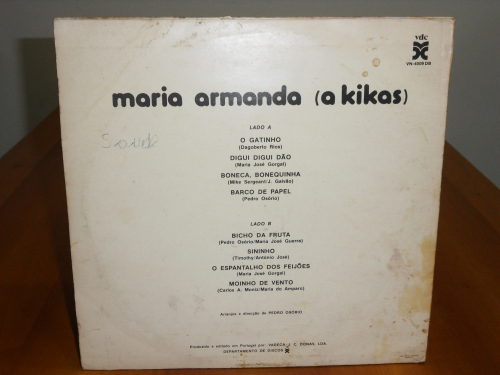 vdc
VN-4009 DB
maria armanda (a kikas)
LADO A
O GATINHO
(Dagoberto Rios)
DIGUI DIGUI DÃO
(Maria José Gorgal)
BONECA, BONEQUINHA
(Mike Sergeant/J. Galvão)
BARCO DE PAPEL
(Pedro Osório)
LADO B
BICHO DA FRUTA
(Pedro Osório/Maria José Guerra)
SININHO
(Timothy/Antonio José)
O ESPANTALHO DOS FEIJÕES
(Maria José Gorgal)
MOINHO DE VENTO
(Carlos A. Moniz/Maria do Amparo)
Arranjos e direcção de PEDRO OSÓRIO
Produzido e editado em Portugal por: VADECA, J. C. DONAS, LDA.
DEPARTAMENTO DE DISCOS